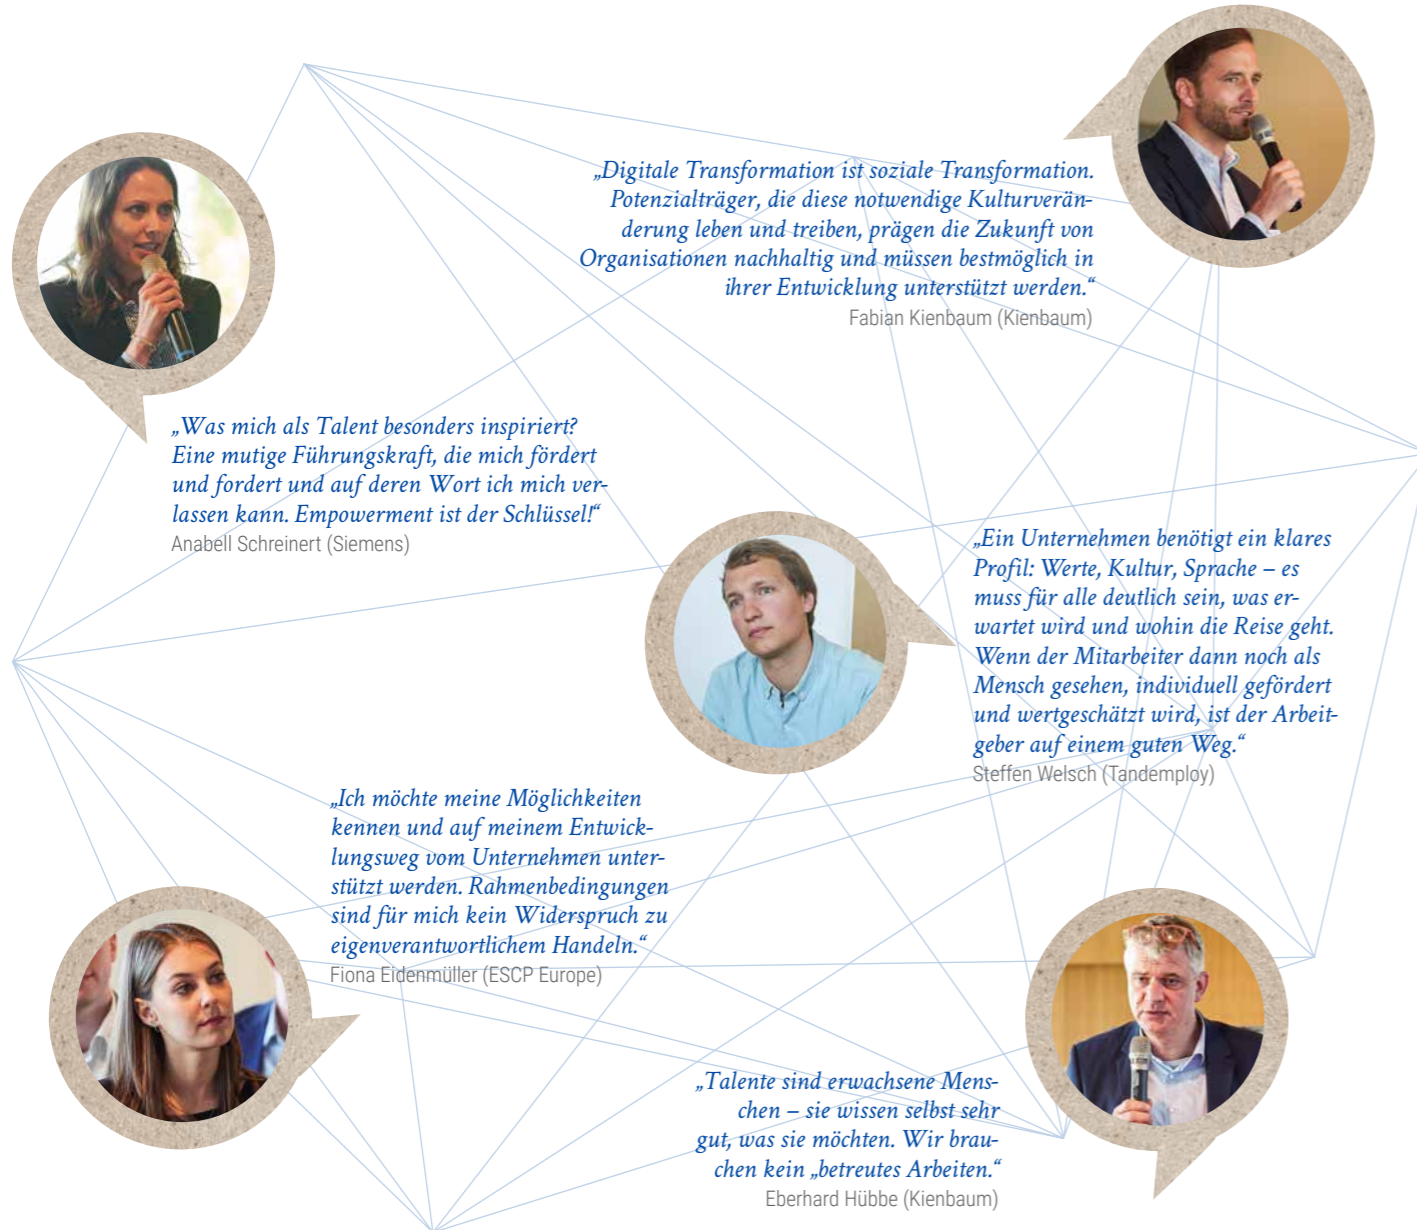 „Digitale Transformation ist soziale Transformation.
Potenzialträger, die diese notwendige Kulturverän-
derung leben und treiben, prägen die Zukunft von
Organisationen nachhaltig und müssen bestmöglich in
ihrer Entwicklung unterstützt werden.“
Fabian Kienbaum (Kienbaum)
„Was mich als Talent besonders inspiriert?
Eine mutige Führungskraft, die mich fördert
und fordert und auf deren Wort ich mich ver-
lassen kann. Empowerment ist der Schlüssel!“
Anabell Schreinert (Siemens)
„Ein Unternehmen benötigt ein klares
Profil: Werte, Kultur, Sprache – es
muss für alle deutlich sein, was er-
wartet wird und wohin die Reise geht.
Wenn der Mitarbeiter dann noch als
Mensch gesehen, individuell gefördert
und wertgeschätzt wird, ist der Arbeit-
geber auf einem guten Weg.“
Steffen Welsch (Tandemploy)
„Ich möchte meine Möglichkeiten
kennen und auf meinem Entwick-
lungsweg vom Unternehmen unter-
stützt werden. Rahmenbedingungen
sind für mich kein Widerspruch zu
eigenverantwortlichem Handeln.“
Fiona Eidenmüller (ESCP Europe)
„Talente sind erwachsene Mens-
chen – sie wissen selbst sehr
gut, was sie möchten. Wir brau-
chen kein „betreutes Arbeiten.“
Eberhard Hübbe (Kienbaum)